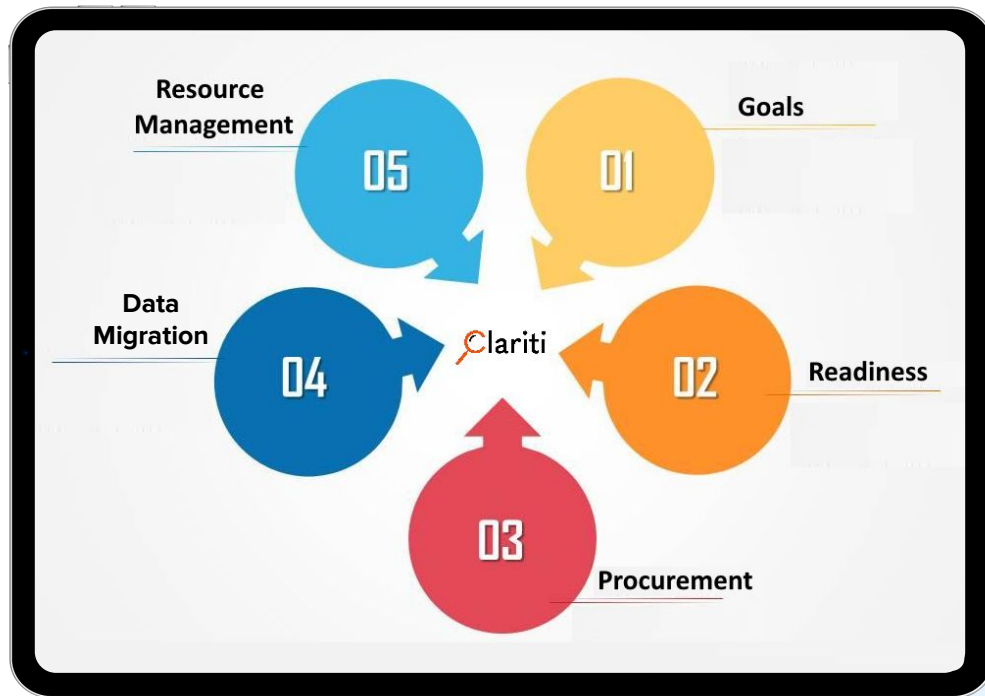 01
Goals
02
Readiness
03
Procurement
04
Data
Migration
05
Resource
Management
Clariti